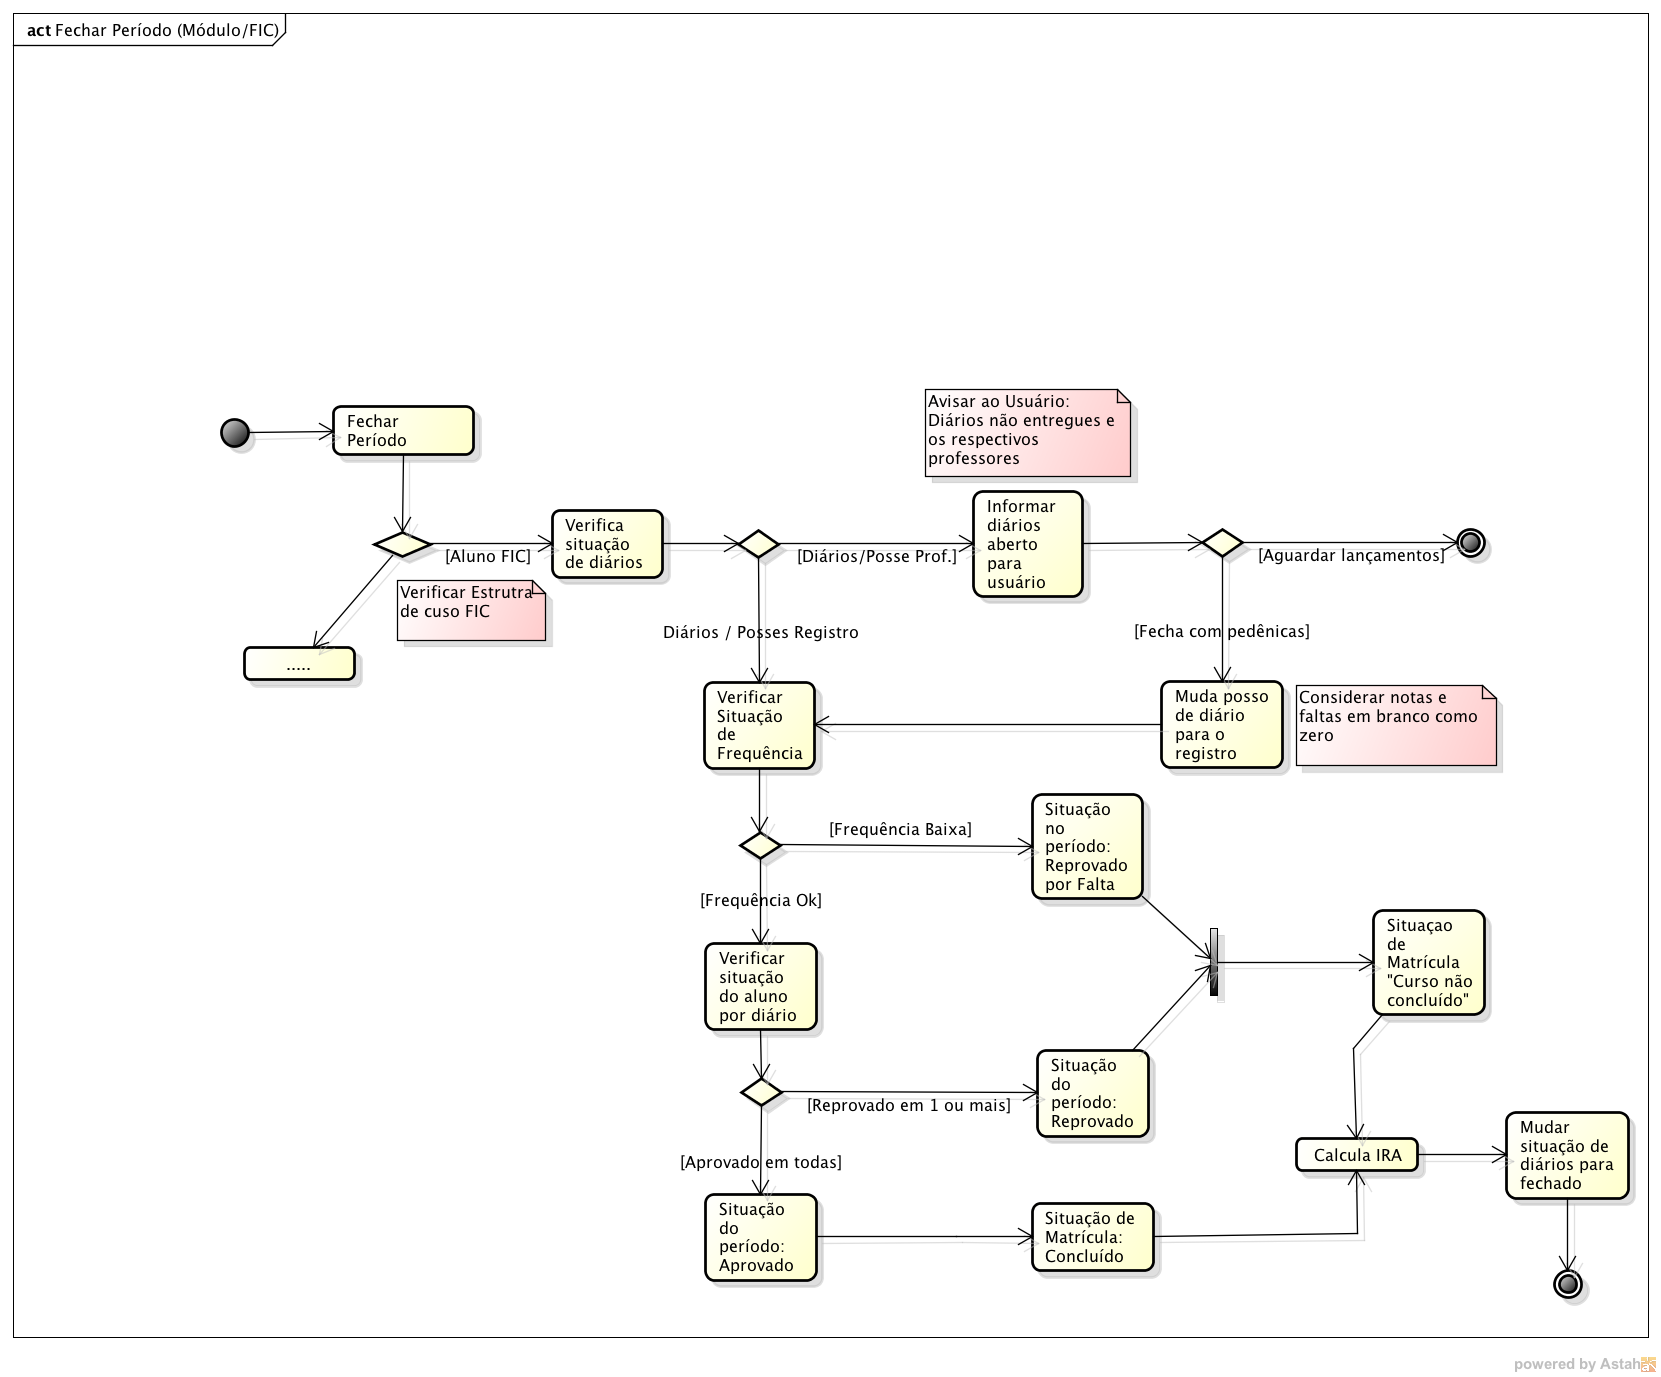 act Fechar Período (Módulo/FIC)
Fechar
Período
[Aluno FIC]
Verificar Estrutra
de cuso FIC
.....
Verifica
situação
de diários
[Diários/Posse Prof.]
Diários / Posses Registro
Avisar ao Usuário:
Diários não entregues e
os respectivos
professores
Informar
diários
aberto
para
usuário
[Aguardar lançamentos]
[Fecha com pedênicas]
Muda posso
de diário
para o
registro
Considerar notas e
faltas em branco como
zero
Verificar
Situação
de
Frequência
[Frequência Baixa]
Situação
no
período:
Reprovado
por Falta
[Frequência Ok]
Verificar
situação
do aluno
por diário
Situaçao
de
Matrícula
"Curso não
concluído"
[Reprovado em 1 ou mais]
Situação
do
período:
Reprovado
[Aprovado em todas]
Situação
do
período:
Aprovado
Situação de
Matrícula:
Concluído
Calcula IRA
Mudar
situação de
diários para
fechado
powered by Astah